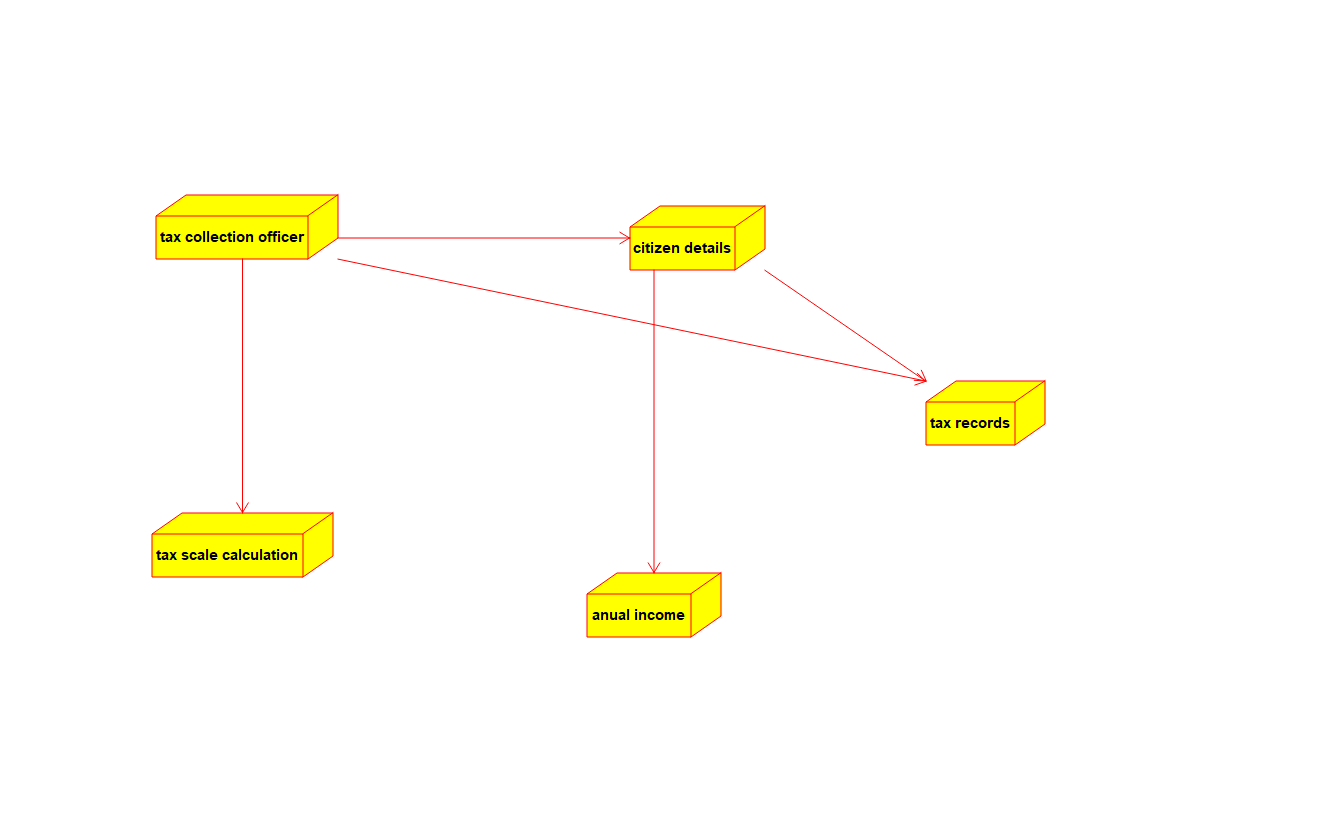 tax collection officer
citizen details
tax records
tax scale calculation
anual income